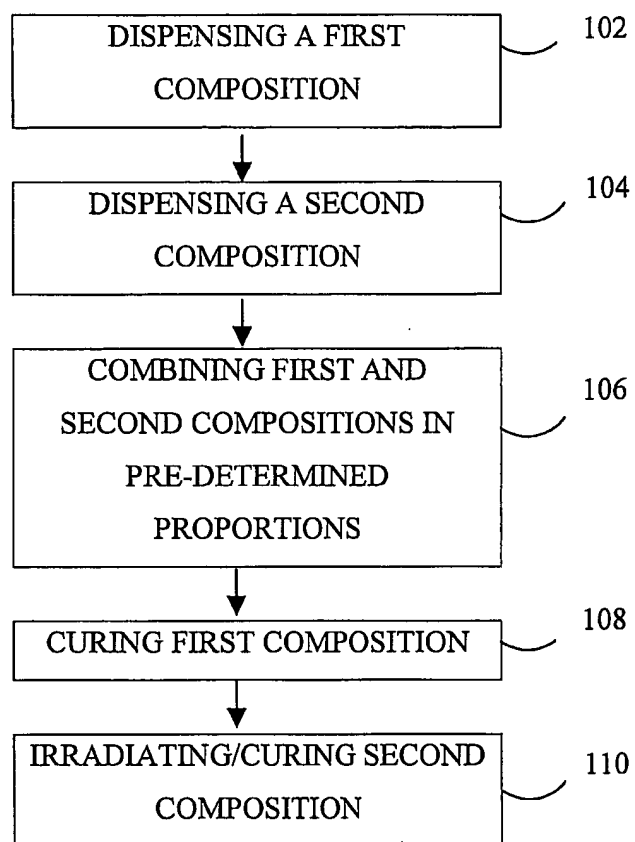 DISPENSING A FIRST
COMPOSITION
102
DISPENSING A SECOND
COMPOSITION
104
COMBINING FIRST AND
SECOND COMPOSITIONS IN
PRE-DETERMINED
PROPORTIONS
106
CURING FIRST COMPOSITION
108
IRRADIATING/CURING SECOND
COMPOSITION
110